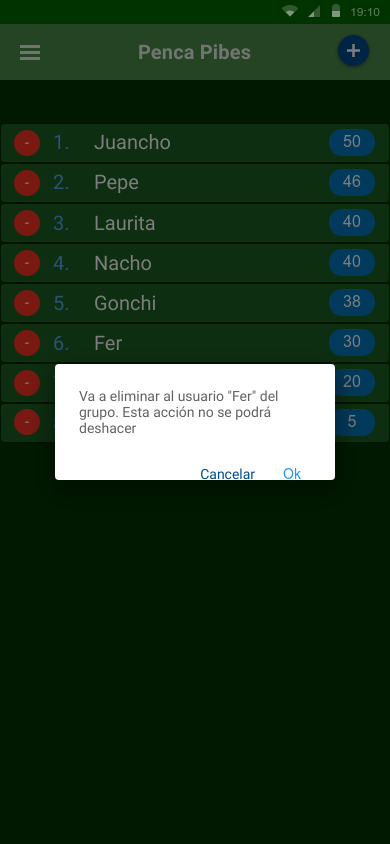 19:10
Penca Pibes
+
- 1. Juancho 50
- 2. Pepe 46
- 3. Laurita 40
- 4. Nacho 40
- 5. Gonchi 38
- 6. Fer 30
- 20
- 5
Va a eliminar al usuario "Fer" del
grupo. Esta acción no se podrá
deshacer
Cancelar Ok